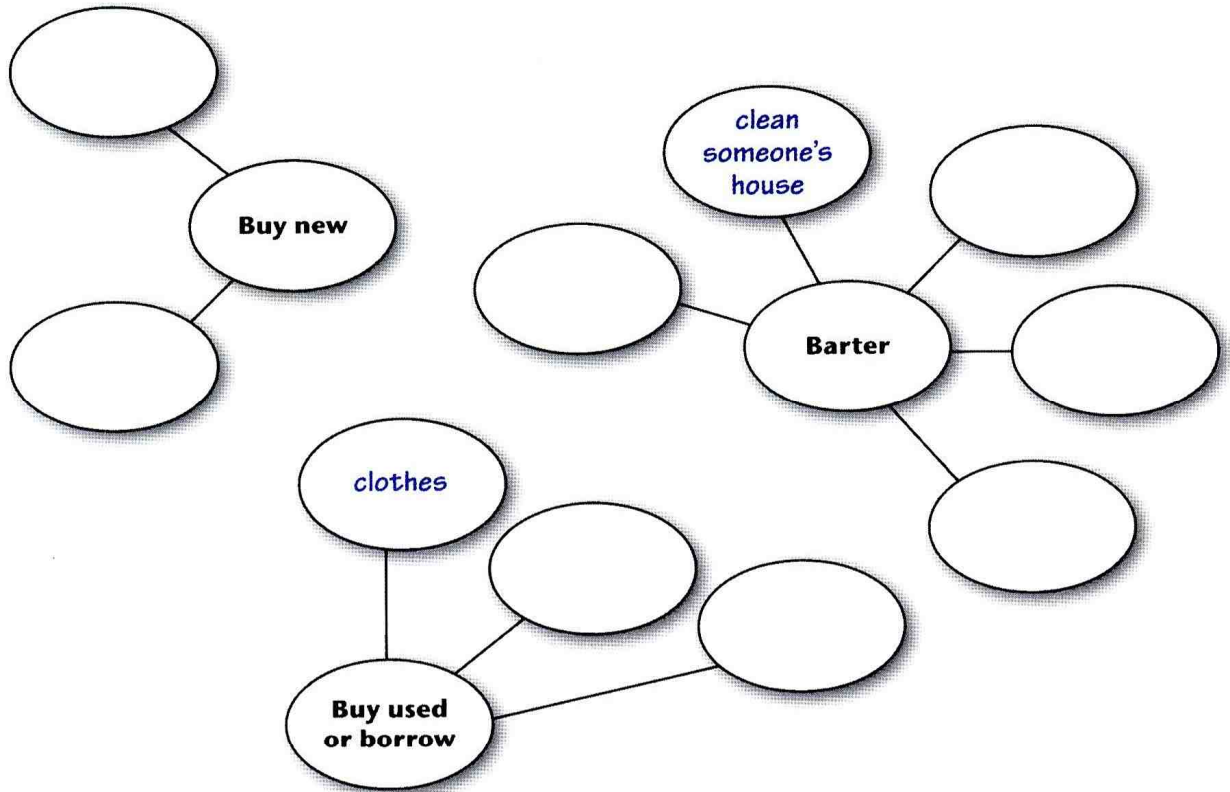 clean
someone's
house
Buy new
Barter
clothes
Buy used
or borrow